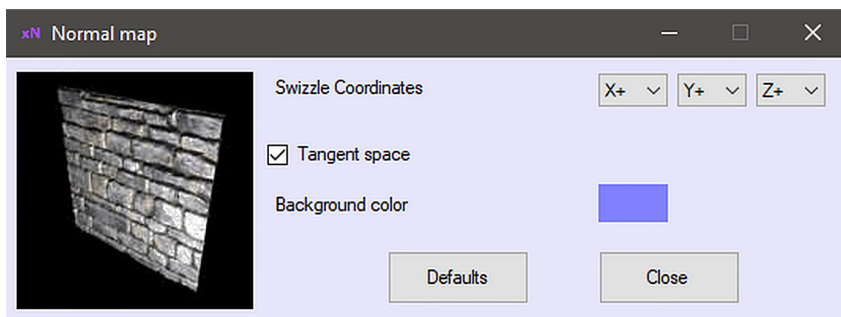 xN Normal map
Swizzle Coordinates X+ Y+ Z+
Tangent space
Background color
Defaults Close